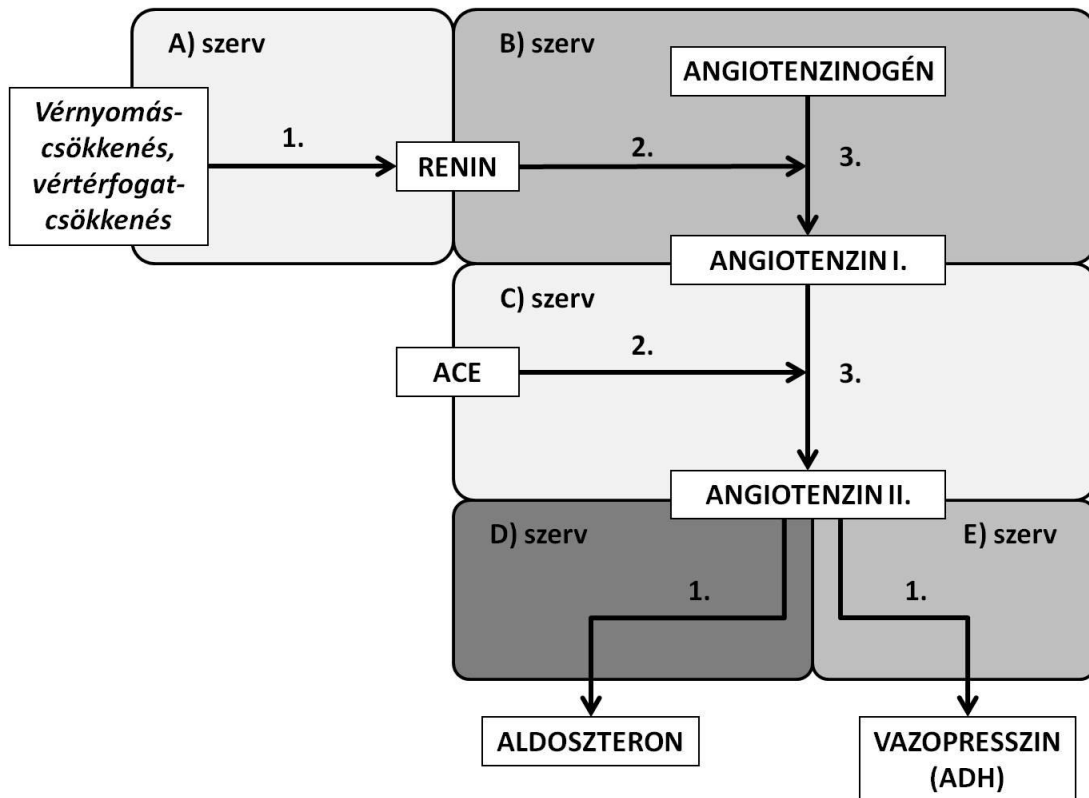 A) szerv
B) szerv
ANGIOTENZINOGÉN
Vérnyomás-
csökkenés,
vértérfogat-
csökkenés
1.
RENIN
2.
3.
ANGIOTENZIN I.
C) szerv
ACE
2.
3.
ANGIOTENZIN II.
D) szerv
E) szerv
1.
1.
ALDOSZTERON
VAZOPRESSZIN
(ADH)